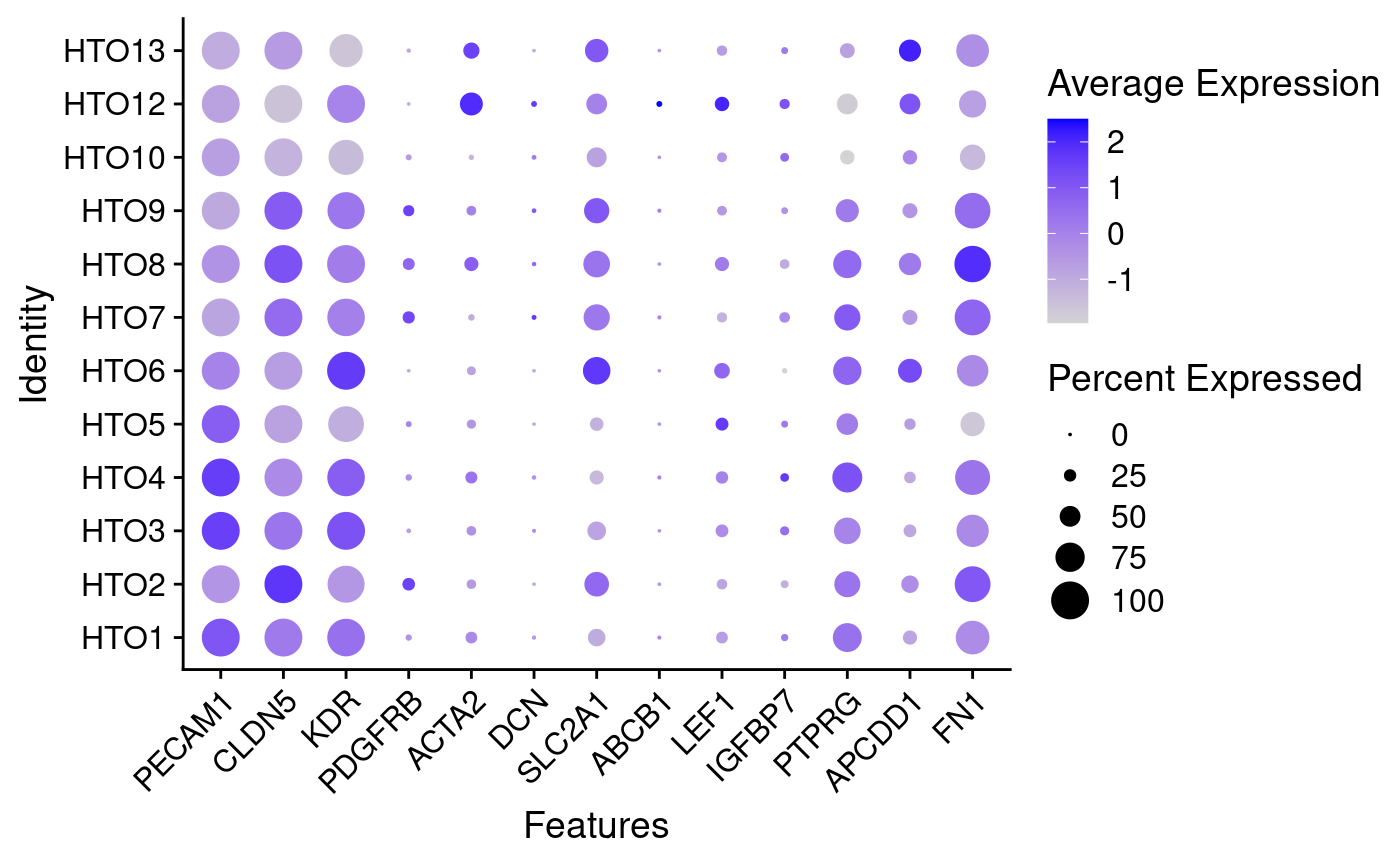 HTO13
HTO12
HTO10
HTO9
HTO8
HTO7
HTO6
HTO5
HTO4
HTO3
HTO2
HTO1
Identity
PECAM1
CLDN5
KDR
PDGFRB
ACTA2
DCN
SLC2A1
ABCB1
LEF1
IGFBP7
PTPRG
APCDD1
FN1
Features
Average Expression
2
1
0
-1
Percent Expressed
0
25
50
75
100